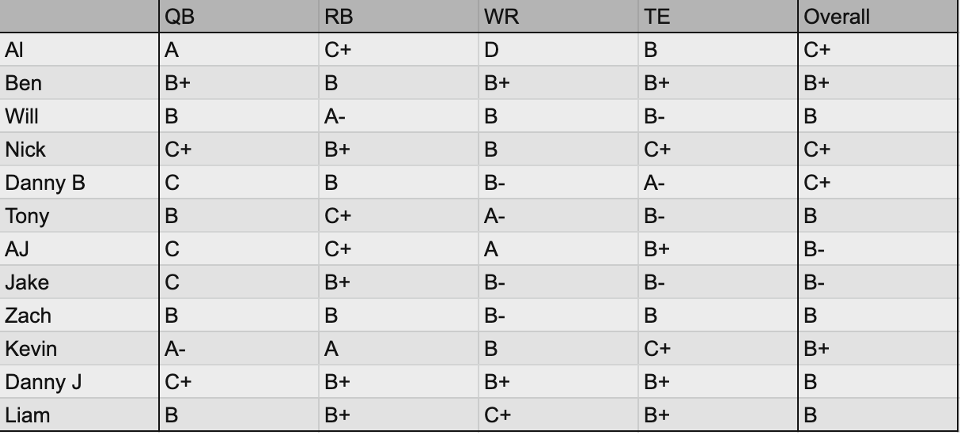 QB RB WR TE Overall
Al A C+ D B C+
Ben B+ B B+ B+ B+
Will B A- B B- B
Nick C+ B+ B C+ C+
Danny B C B B- A- C+
Tony B C+ A- B- B
AJ C C+ A B+ B-
Jake C B+ B- B- B-
Zach B B B- B B
Kevin A- A B C+ B+
Danny J C+ B+ B+ B+ B
Liam B B+ C+ B+ B